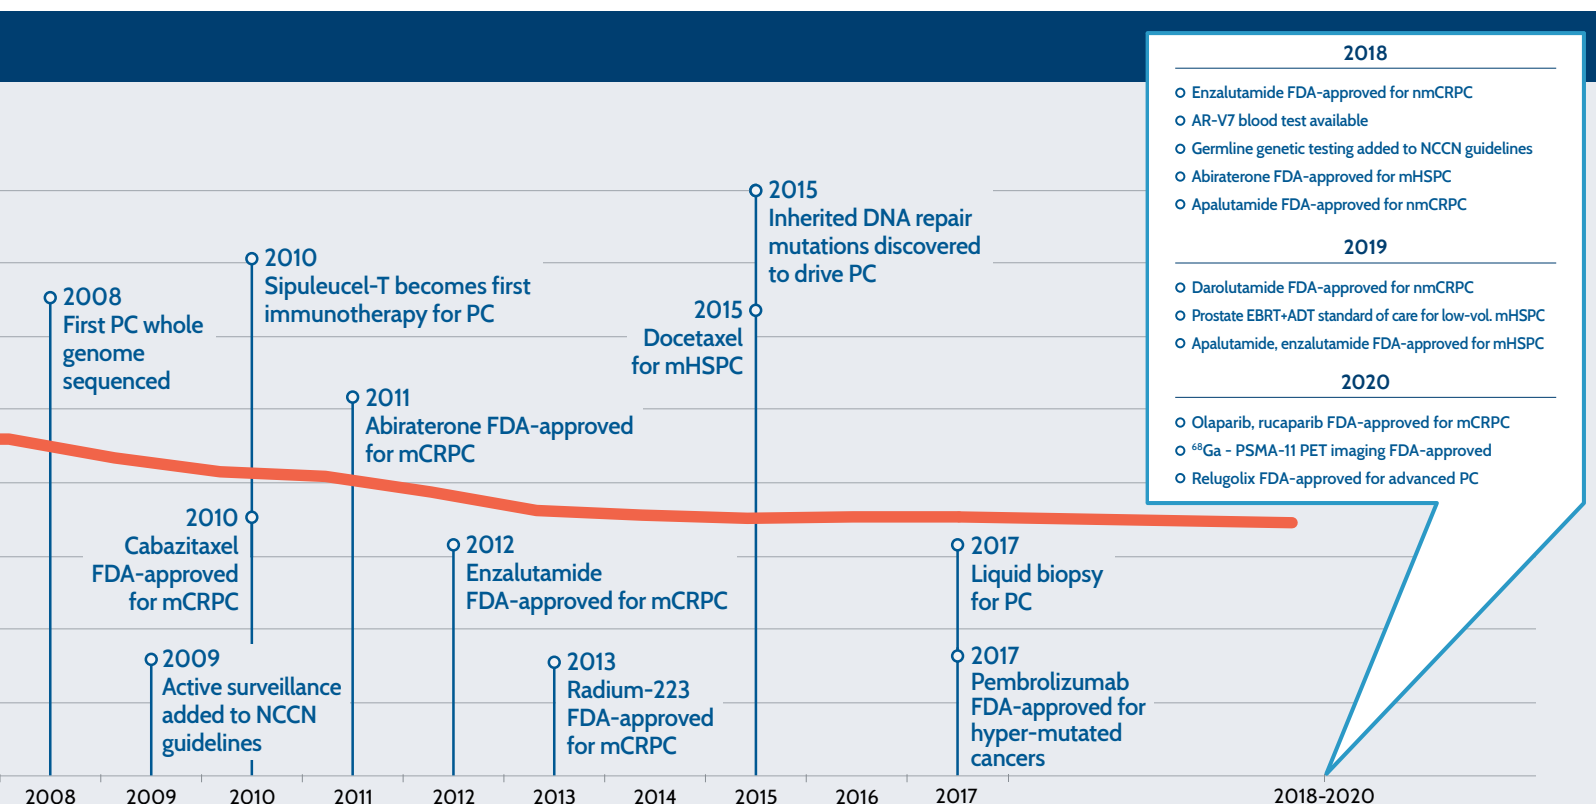 2018
Enzalutamide FDA-approved for nmCRPC
AR-V7 blood test available
Germline genetic testing added to NCCN guidelines
Abiraterone FDA-approved for mHSPC
Apalutamide FDA-approved for nmCRPC
2019
Darolutamide FDA-approved for nmCRPC
Prostate EBRT+ADT standard of care for low-vol. mHSPC
Apalutamide, enzalutamide FDA-approved for mHSPC
2020
Olaparib, rucaparib FDA-approved for mCRPC
⁶⁸Ga - PSMA-11 PET imaging FDA-approved
Relugolix FDA-approved for advanced PC
2008
First PC whole
genome
sequenced
2009
Active surveillance
added to NCCN
guidelines
2010
Sipuleucel-T becomes first
immunotherapy for PC
2010
Cabazitaxel
FDA-approved
for mCRPC
2011
Abiraterone FDA-approved
for mCRPC
2012
Enzalutamide
FDA-approved for mCRPC
2013
Radium-223
FDA-approved
for mCRPC
2015
Inherited DNA repair
mutations discovered
to drive PC
2015
Docetaxel
for mHSPC
2017
Liquid biopsy
for PC
2017
Pembrolizumab
FDA-approved for
hyper-mutated
cancers
2008 2009 2010 2011 2012 2013 2014 2015 2016 2017 2018-2020